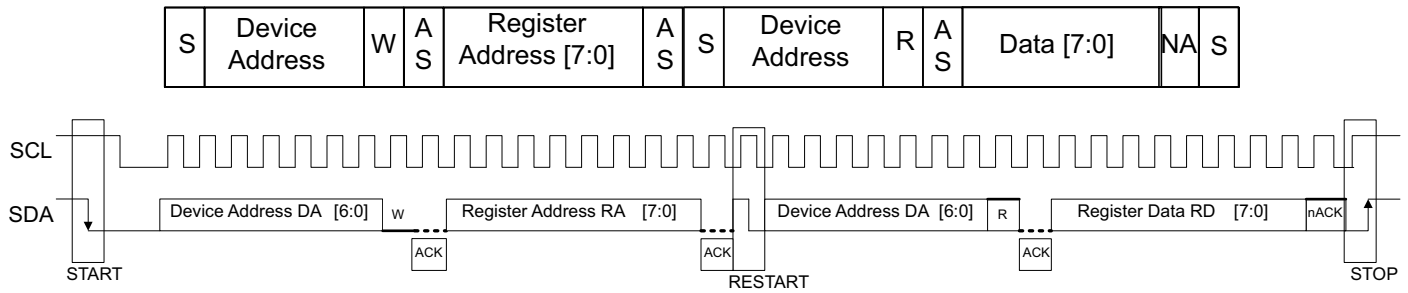 S Device Address W A S Register Address [7:0] A S S Device Address R A S Data [7:0] NA S
SCL
SDA Device Address DA [6:0] W Register Address RA [7:0] Device Address DA [6:0] R Register Data RD [7:0] nACK
ACK ACK ACK
START RESTART STOP